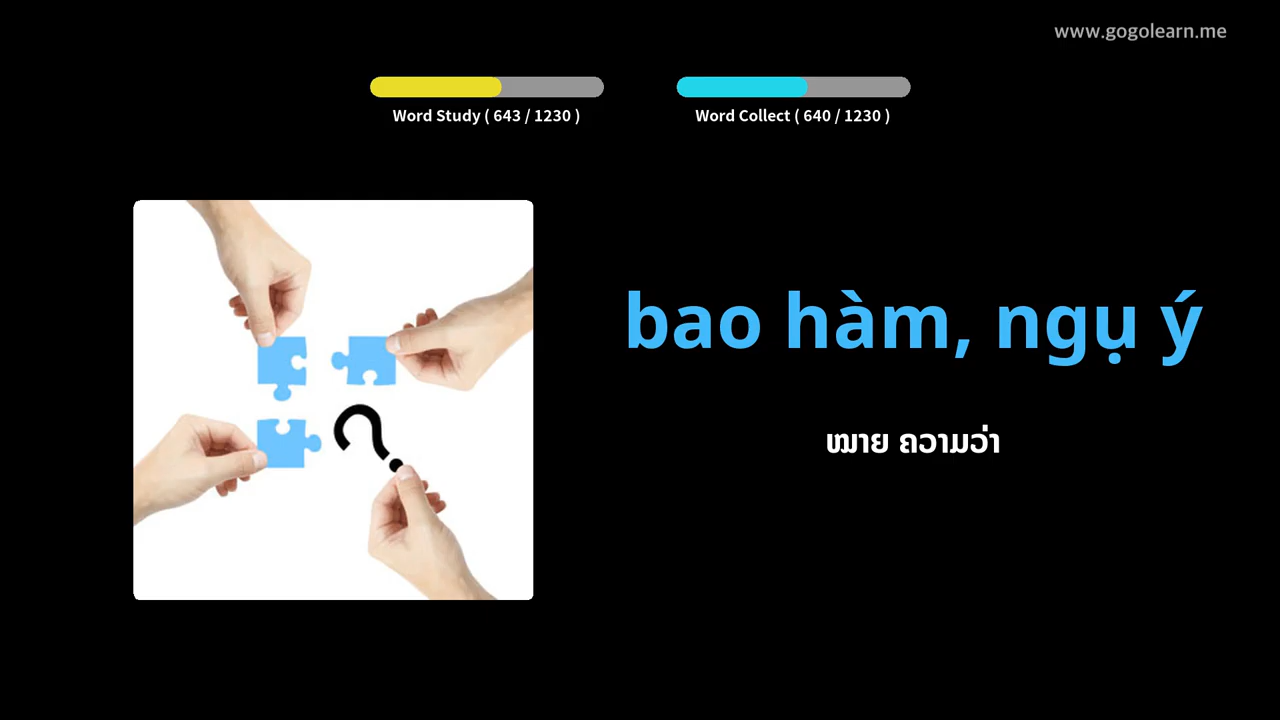 www.gogolearn.me
Word Study ( 643 / 1230 )
Word Collect ( 640 / 1230 )
bao hàm, ngụ ý
ໝາຍ ຄວາມວ່າ